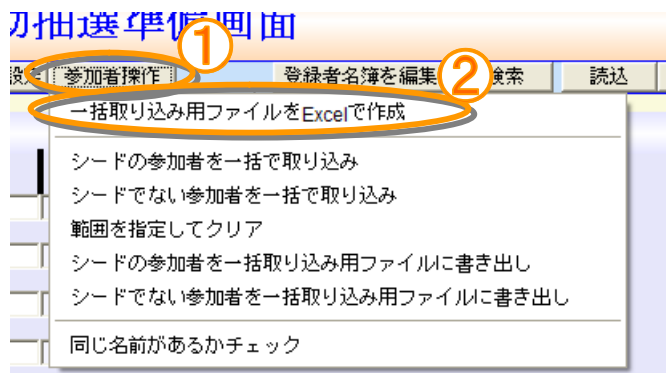 抽選準備画面
①
②
設定 参加者操作 登録者名簿を編集 検索 読込
一括取り込み用ファイルをExcelで作成
シードの参加者を一括で取り込み
シードでない参加者を一括で取り込み
範囲を指定してクリア
シードの参加者を一括取り込み用ファイルに書き出し
シードでない参加者を一括取り込み用ファイルに書き出し
同じ名前があるかチェック